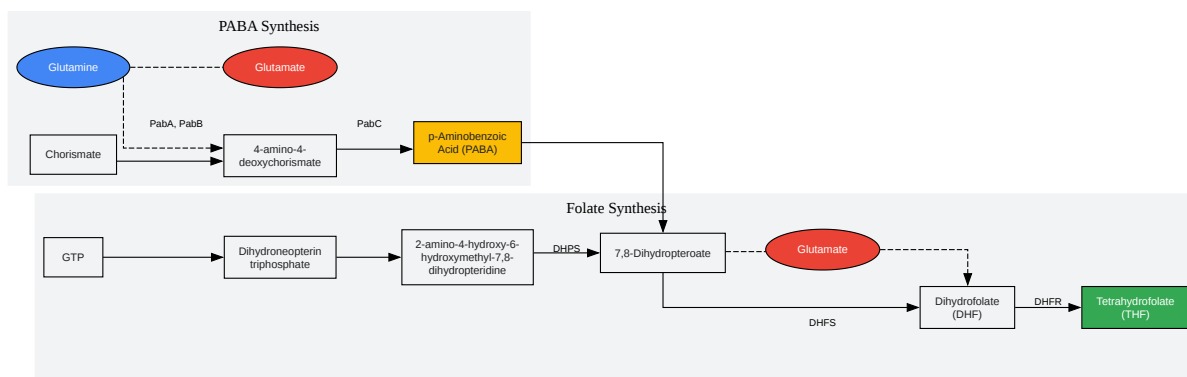 PABA Synthesis
Glutamine
Glutamate
PabA, PabB
PabC
Chorismate
4-amino-4-
deoxychorismate
p-Aminobenzoic
Acid (PABA)
Folate Synthesis
GTP
Dihydroneopterin
triphosphate
2-amino-4-hydroxy-6-
hydroxymethyl-7,8-
dihydropteridine
DHPS
7,8-Dihydropteroate
Glutamate
DHFS
Dihydrofolate
(DHF)
DHFR
Tetrahydrofolate
(THF)